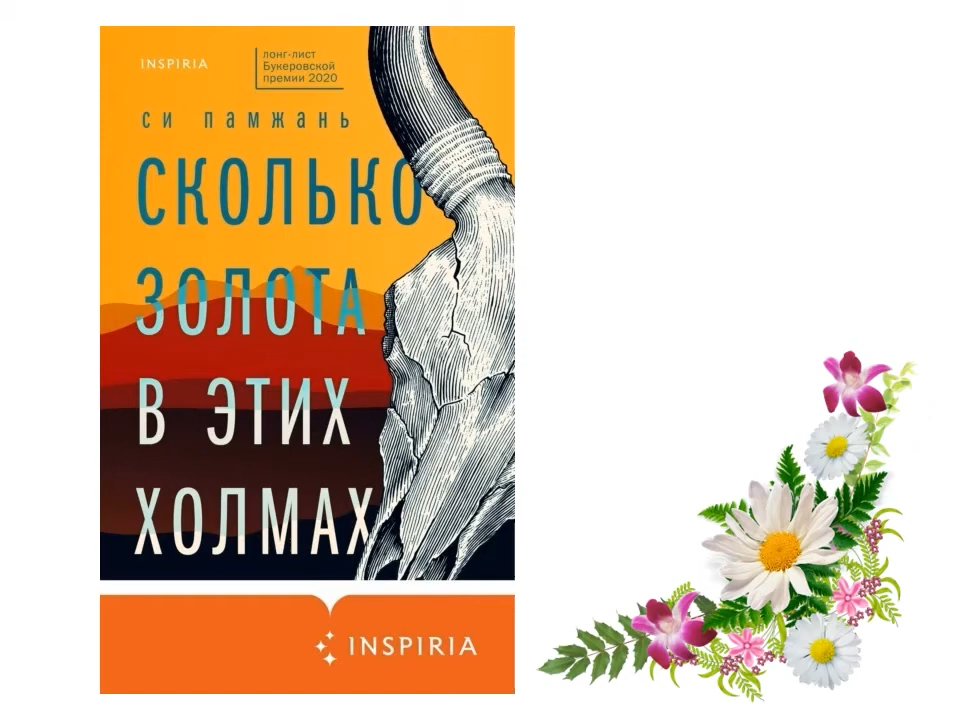 INSPIRIA
лонг-лист
Букеровской
премии 2020
си памжань
СКОЛЬКО
ЗОЛОТА
В ЭТИХ
ХОЛМАХ
INSPIRIA